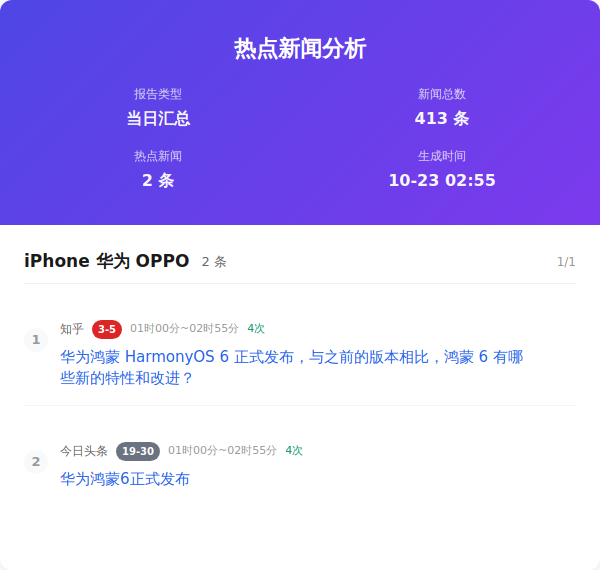 热点新闻分析
报告类型
新闻总数
当日汇总
413 条
热点新闻
生成时间
2 条
10-23 02:55
iPhone 华为 OPPO 2 条 1/1
1 知乎 3-5 01时00分~02时55分 4次
华为鸿蒙 HarmonyOS 6 正式发布，与之前的版本相比，鸿蒙 6 有哪
些新的特性和改进？
2 今日头条 19-30 01时00分~02时55分 4次
华为鸿蒙6正式发布